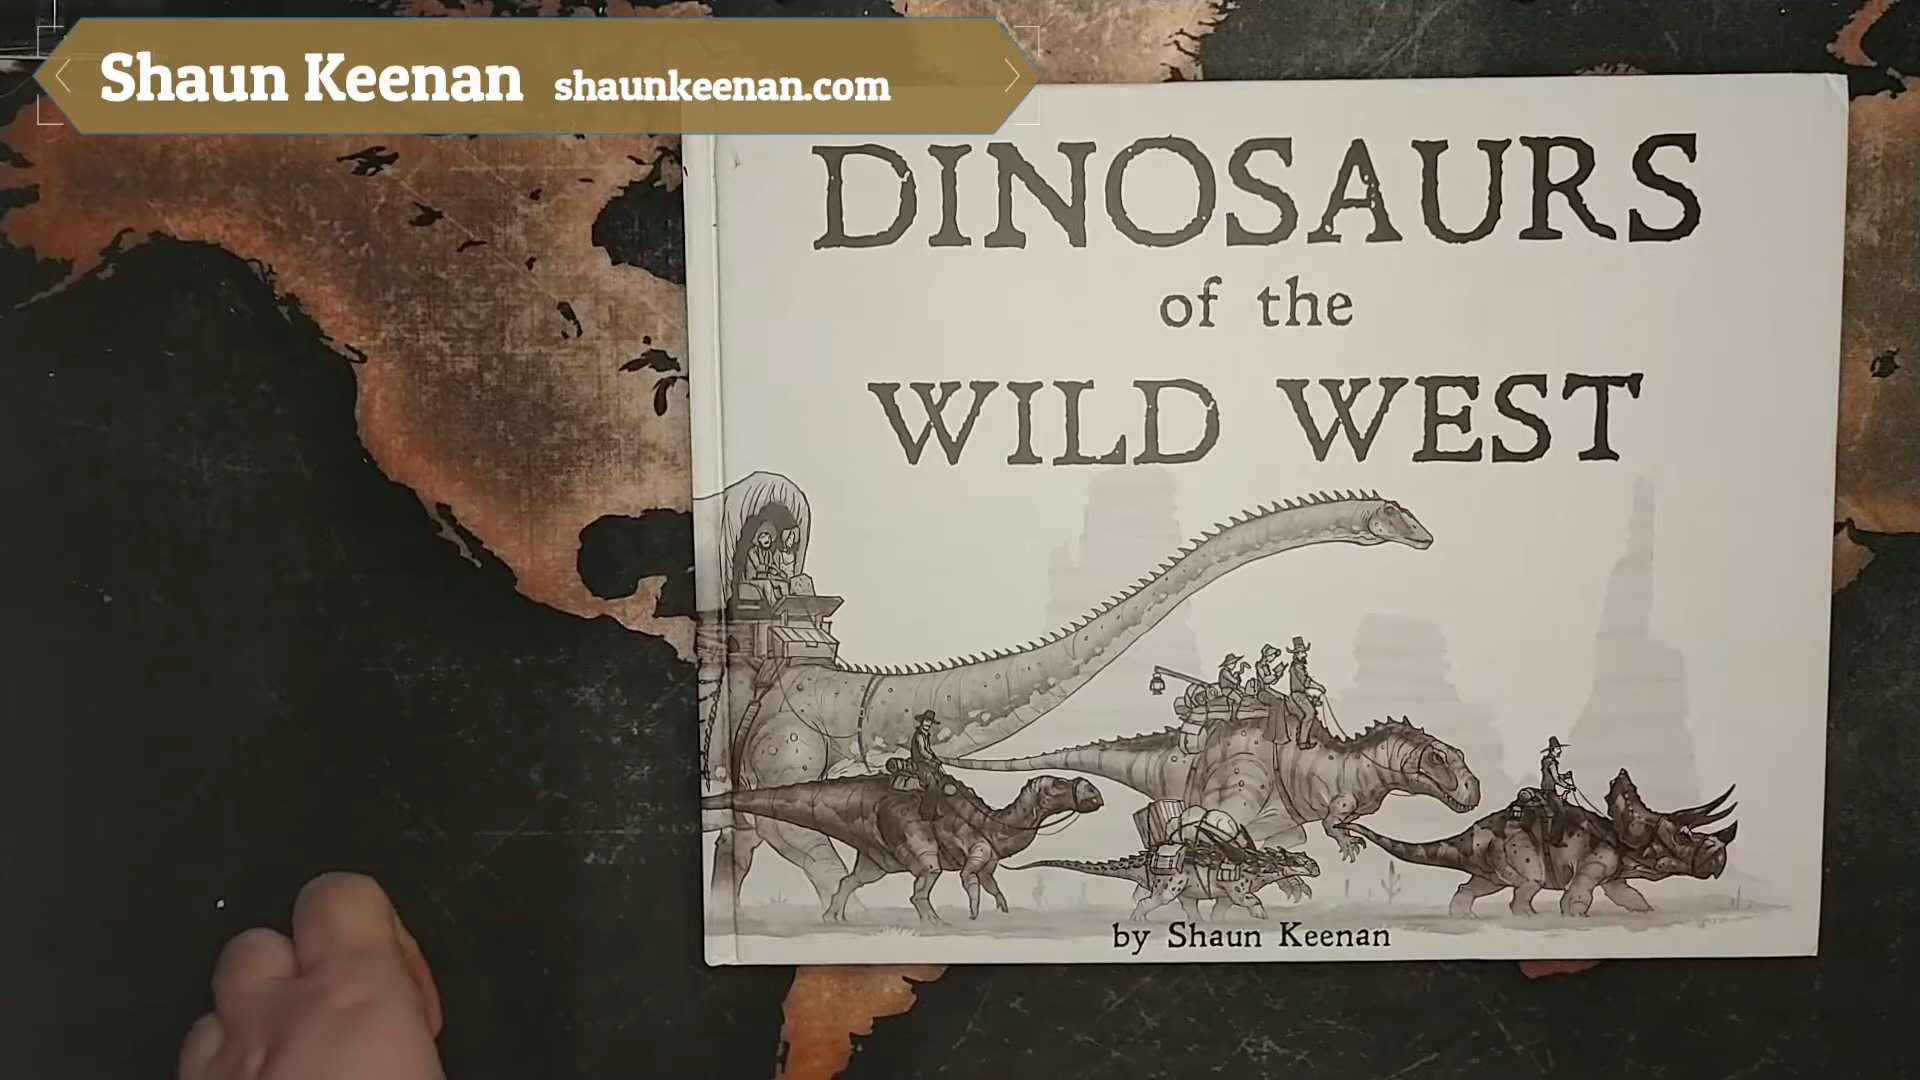 Shaun Keenan shaunkeenan.com
DINOSAURS
of the
WILD WEST
by Shaun Keenan